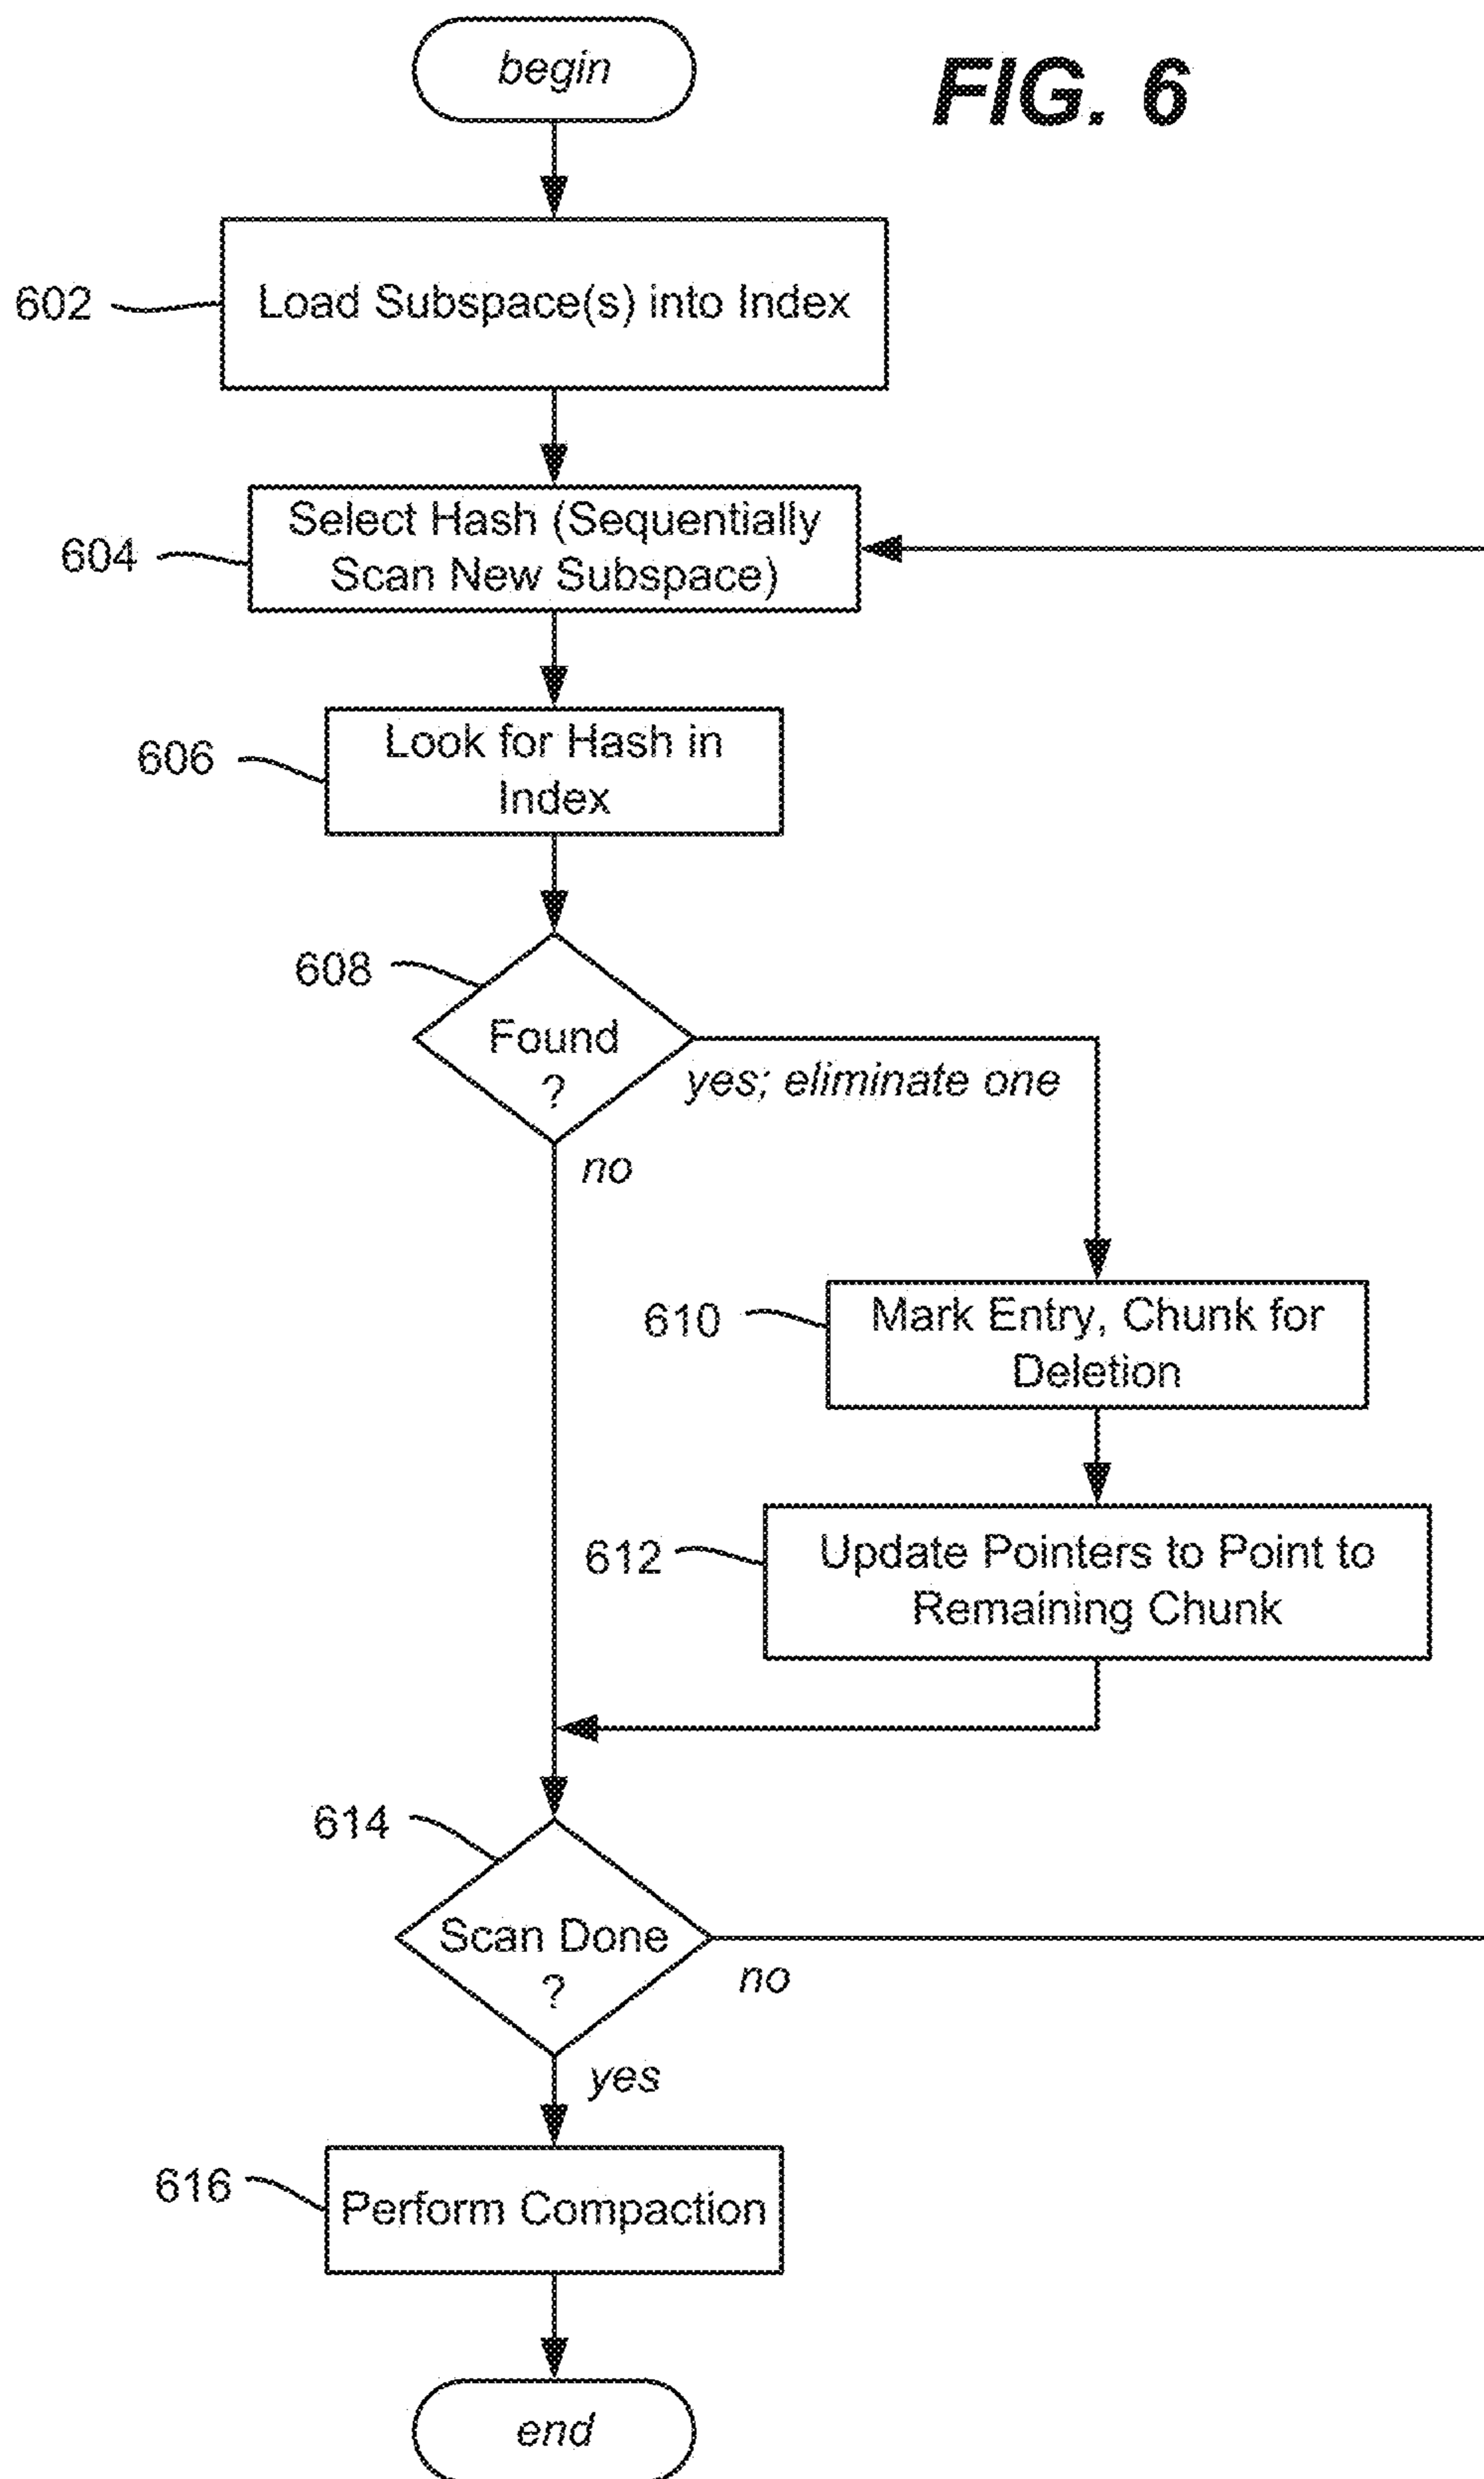 begin
FIG. 6
602
Load Subspace(s) into Index
604
Select Hash (Sequentially
Scan New Subspace)
606
Look for Hash in
Index
608
Found
?
yes; eliminate one
no
610
Mark Entry, Chunk for
Deletion
612
Update Pointers to Point to
Remaining Chunk
614
Scan Done
?
no
yes
616
Perform Compaction
end